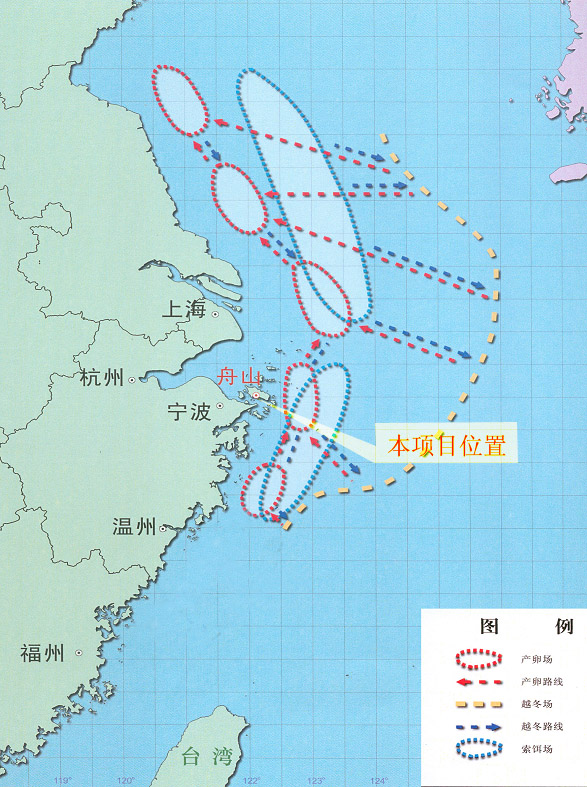 上海
杭州
舟山
宁波
本项目位置
温州
福州
台湾
图 例
产卵场
产卵路线
越冬场
越冬路线
索饵场
119° 120° 122° 123° 124°